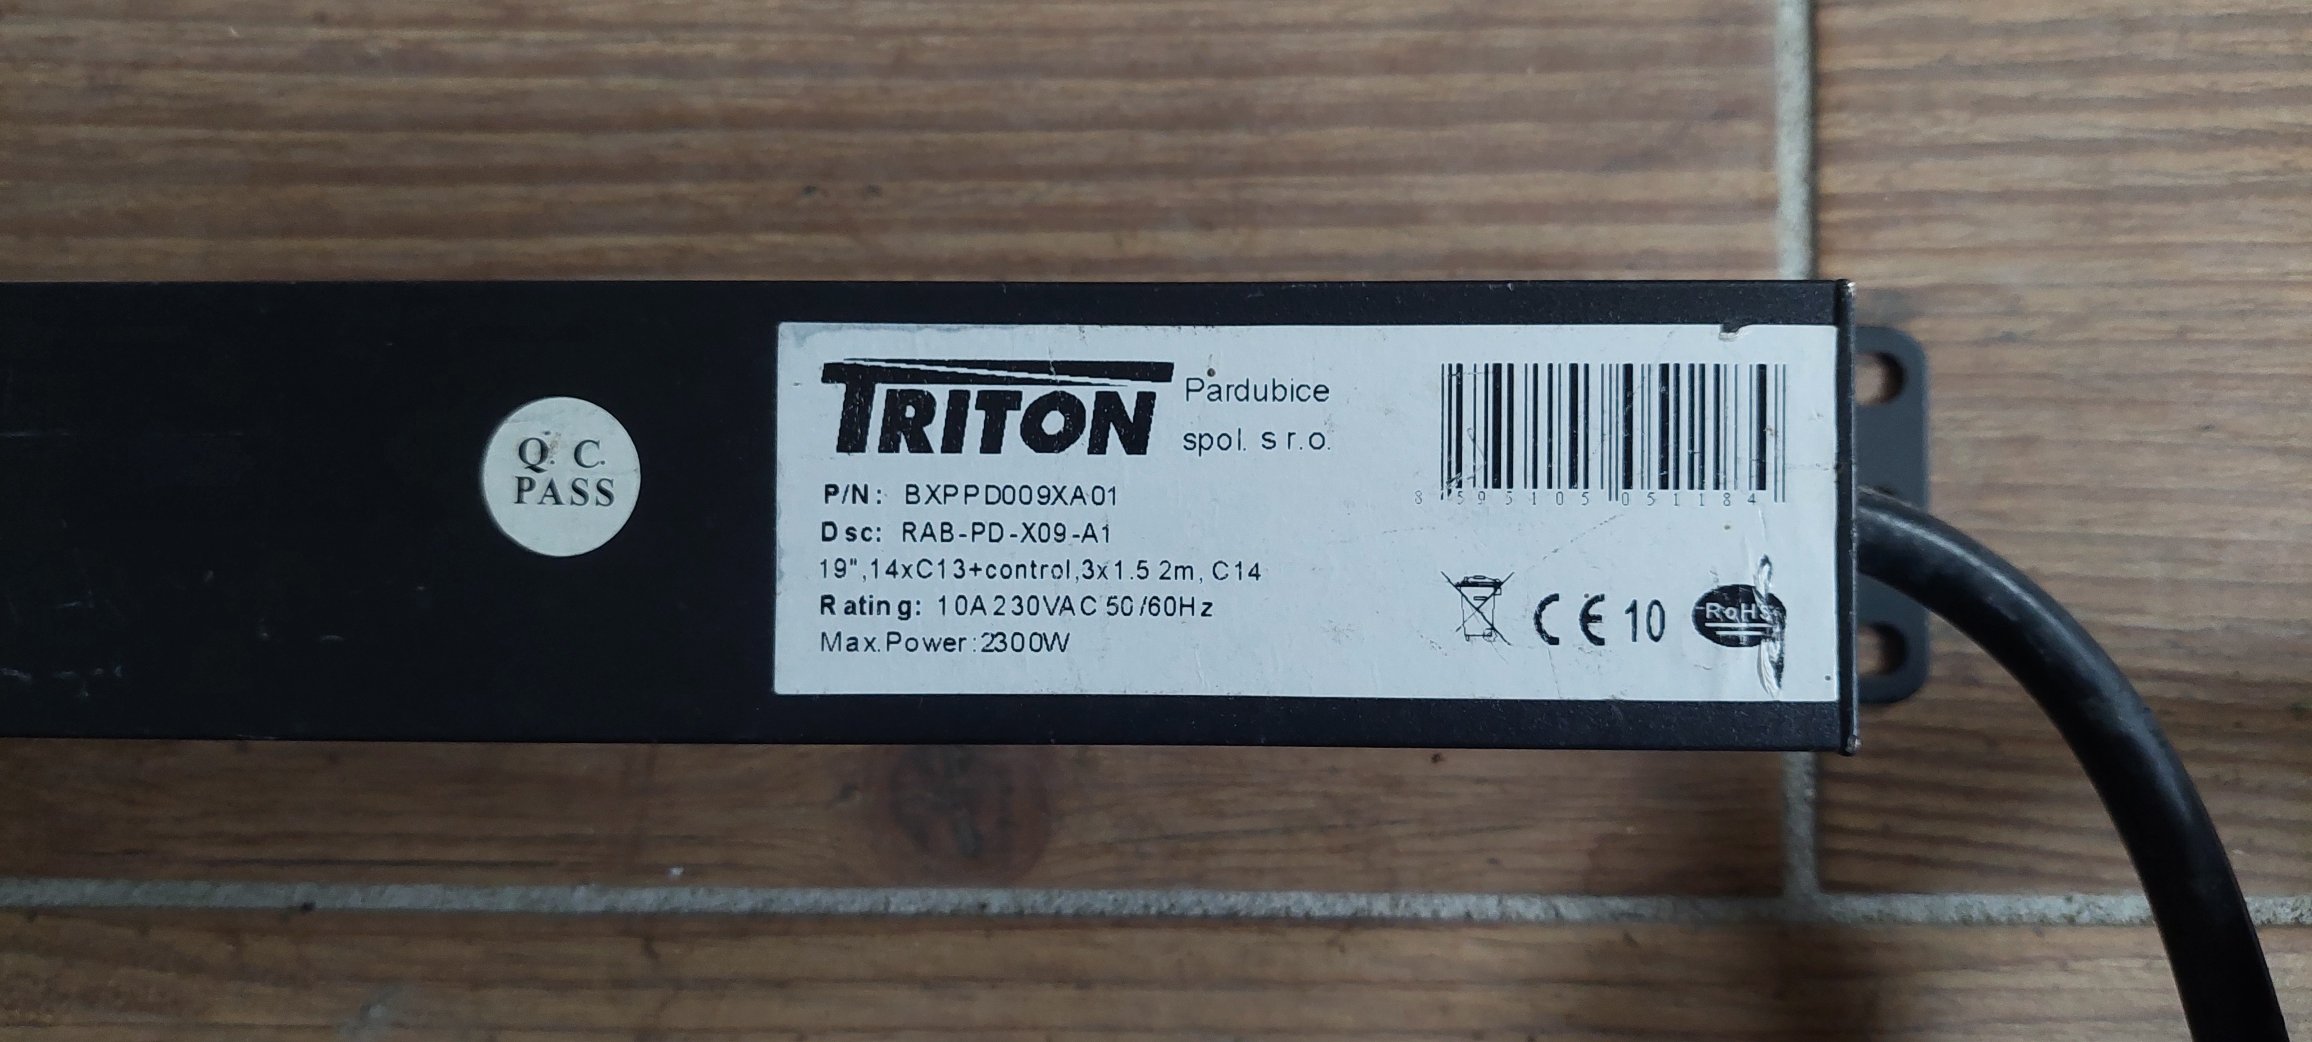 Q. C.
PASS
TRITON Pardubice
spol. s r.o.
P/N: BXPPD009XA01
Dsc: RAB-PD-X09-A1
19",14xC13+control,3x1.5 2m, C14
Rating: 10A 230VAC 50/60Hz
Max.Power:2300W
8 595105 051184
CE 10 RoHS